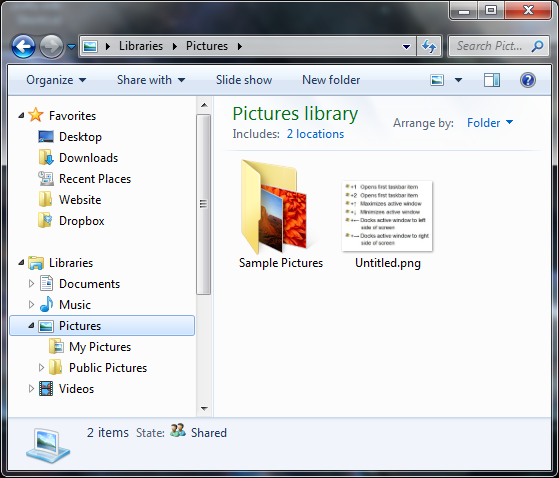 Libraries Pictures
Search Pict...
Organize Share with Slide show New folder
Favorites
Desktop
Downloads
Recent Places
Website
Dropbox
Libraries
Documents
Music
Pictures
My Pictures
Public Pictures
Videos
Pictures library
Includes: 2 locations
Arrange by: Folder
Sample Pictures
+1 Opens first taskbar item
+2 Opens first taskbar item
+↑ Maximizes active window
+↓ Minimizes active window
+← Docks active window to left
side of screen
+→ Docks active window to right
side of screen
Untitled.png
2 items State: Shared